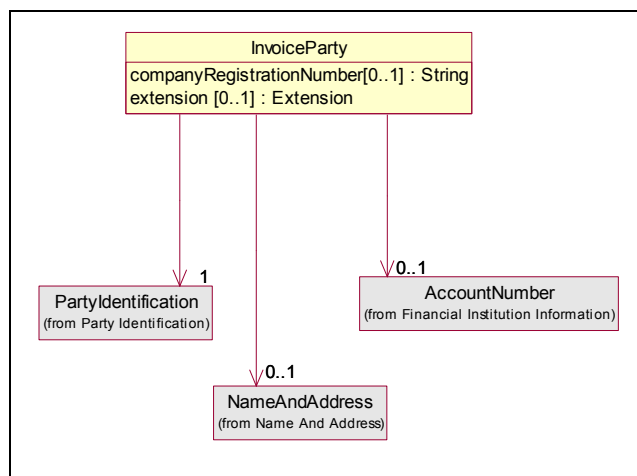 InvoiceParty
companyRegistrationNumber[0..1] : String
extension [0..1] : Extension
1
0..1
PartyIdentification
(from Party Identification)
AccountNumber
(from Financial Institution Information)
0..1
NameAndAddress
(from Name And Address)